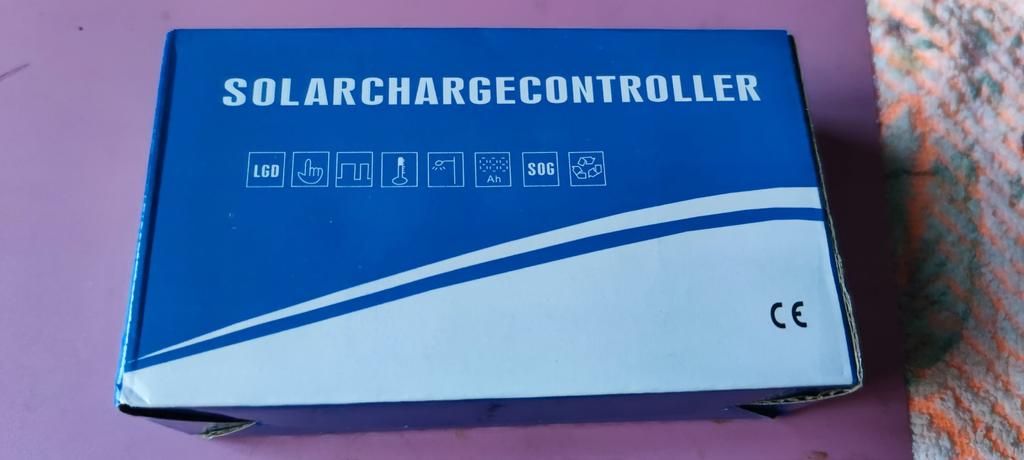 SOLARCHARGECONTROLLER
LGD Ah SOG
CE